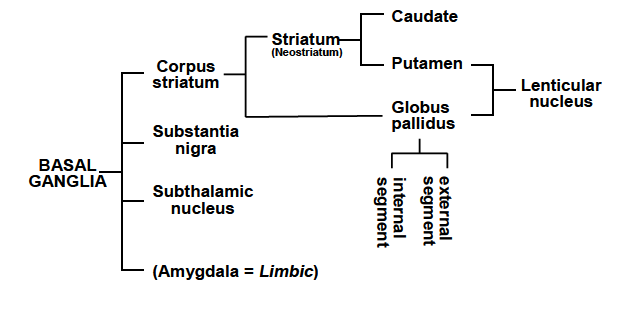 Caudate
Striatum
(Neostriatum)
Putamen
Corpus
striatum
Lenticular
nucleus
Globus
pallidus
Substantia
nigra
BASAL
GANGLIA
Subthalamic
nucleus
internal
segment
external
segment
(Amygdala = Limbic)